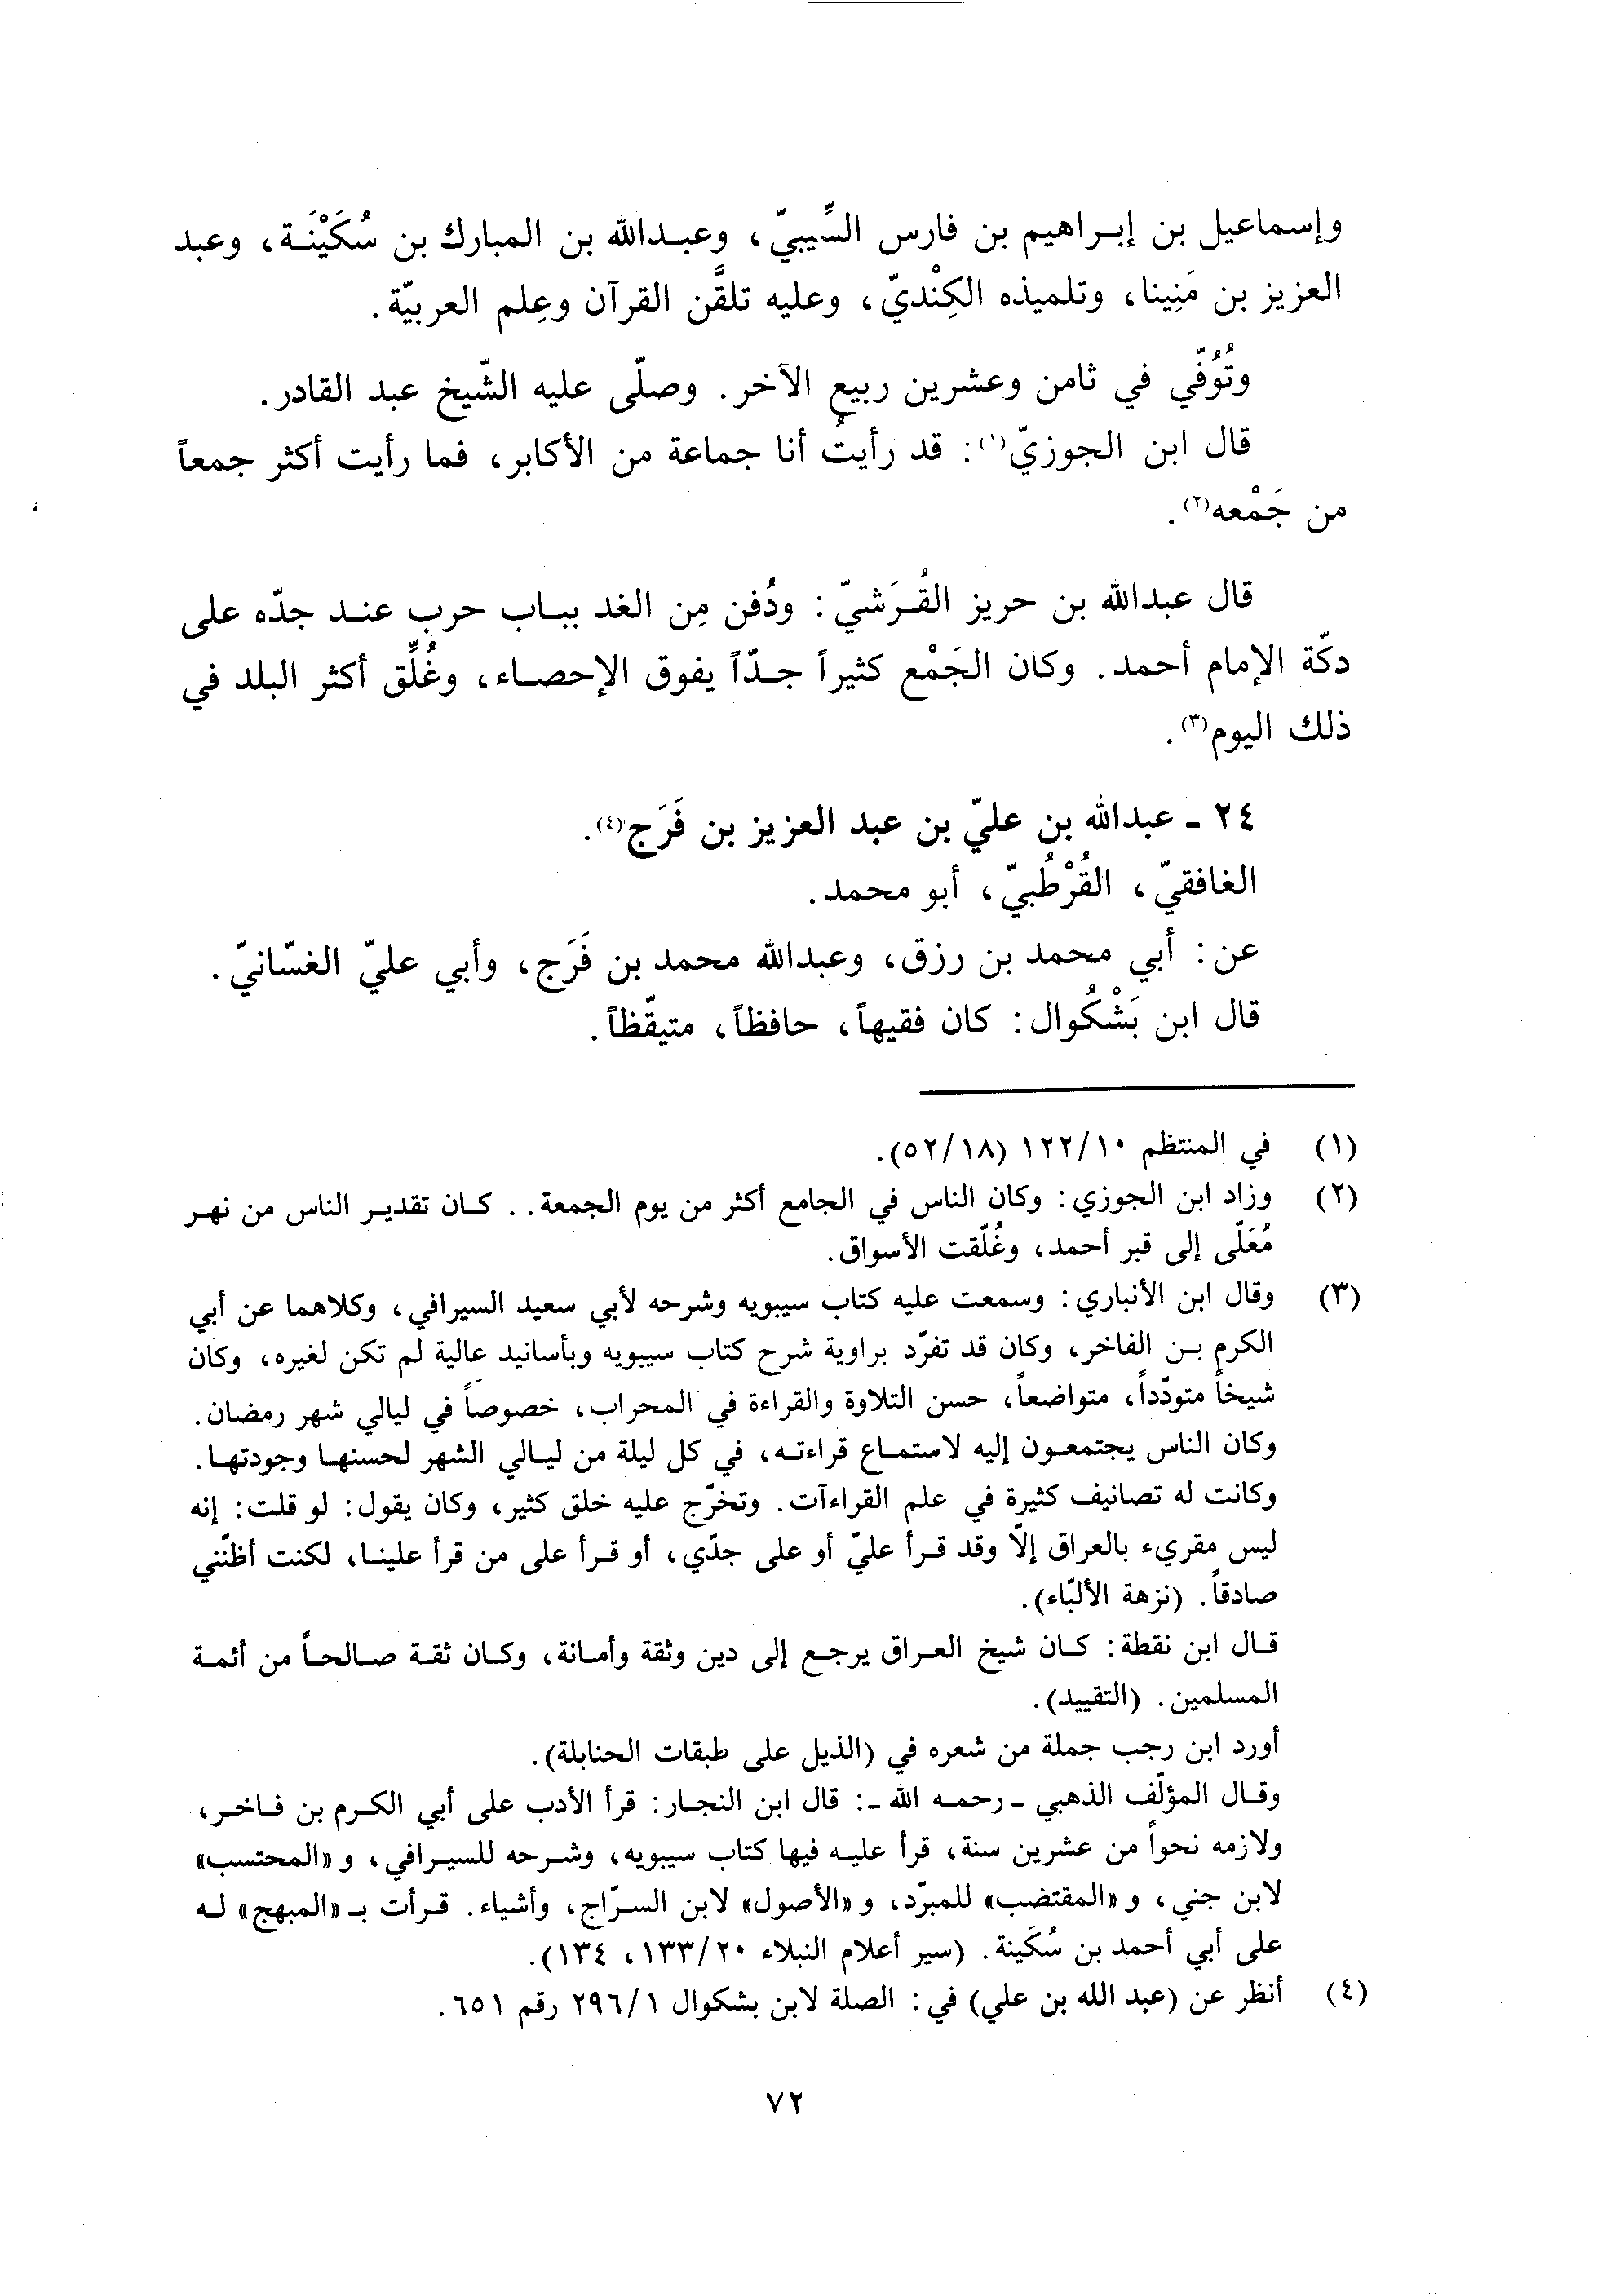 وإسماعيل بن إبراهيم بن فارس السِّيبيّ، وعبدالله بن المبارك بن سُكَيْنَة، وعبد
العزيز بن مَنِينا، وتلميذه الكِنْديّ، وعليه تلقَّن القرآن وعِلم العربيّة.
وتُوُفّي في ثامن وعشرين ربيع الآخر. وصلّى عليه الشّيخ عبد القادر.
قال ابن الجوزيّ(١): قد رأيتُ أنا جماعة من الأكابر، فما رأيت أكثر جمعاً
من جَمْعه(٢).
قال عبدالله بن حريز القُرَشيّ: ودُفن مِن الغد بباب حرب عند جدّه على
دكّة الإمام أحمد. وكان الجَمْع كثيراً جدّاً يفوق الإحصاء، وغُلِّق أكثر البلد في
ذلك اليوم(٣).
٢٤ - عبدالله بن عليّ بن عبد العزيز بن فَرَج(٤).
الغافقيّ، القُرْطُبيّ، أبو محمد.
عن: أبي محمد بن رزق، وعبدالله محمد بن فَرَج، وأبي عليّ الغسّانيّ.
قال ابن بَشْكُوال: كان فقيهاً، حافظاً، متيقّظاً.
(١) في المنتظم ١٢٢/١٠ (٥٢/١٨).
(٢) وزاد ابن الجوزي: وكان الناس في الجامع أكثر من يوم الجمعة.. كان تقدير الناس من نهر
مُعَلّى إلى قبر أحمد، وغُلّقت الأسواق.
(٣) وقال ابن الأنباري: وسمعت عليه كتاب سيبويه وشرحه لأبي سعيد السيرافي، وكلاهما عن أبي
الكرم بن الفاخر، وكان قد تفرّد براوية شرح كتاب سيبويه وبأسانيد عالية لم تكن لغيره، وكان
شيخاً متودّداً، متواضعاً، حسن التلاوة والقراءة في المحراب، خصوصاً في ليالي شهر رمضان.
وكان الناس يجتمعون إليه لاستماع قراءته، في كل ليلة من ليالي الشهر لحسنها وجودتها.
وكانت له تصانيف كثيرة في علم القراءآت. وتخرّج عليه خلق كثير، وكان يقول: لو قلت: إنه
ليس مقريء بالعراق إلّا وقد قرأ عليّ أو على جدّي، أو قرأ على من قرأ علينا، لكنت أظنّني
صادقاً. (نزهة الألبّاء).
قال ابن نقطة: كان شيخ العراق يرجع إلى دين وثقة وأمانة، وكان ثقة صالحاً من أئمة
المسلمين. (التقييد).
أورد ابن رجب جملة من شعره في (الذيل على طبقات الحنابلة).
وقال المؤلّف الذهبي - رحمه الله -: قال ابن النجار: قرأ الأدب على أبي الكرم بن فاخر،
ولازمه نحواً من عشرين سنة، قرأ عليه فيها كتاب سيبويه، وشرحه للسيرافي، و«المحتسب»
لابن جني، و«المقتضب» للمبرّد، و«الأصول» لابن السرّاج، وأشياء. قرأت بـ«المبهج» له
على أبي أحمد بن سُكَينة. (سير أعلام النبلاء ١٣٣/٢٠، ١٣٤).
(٤) أنظر عن (عبد الله بن علي) في: الصلة لابن بشكوال ٢٩٦/١ رقم ٦٥١.
٧٢